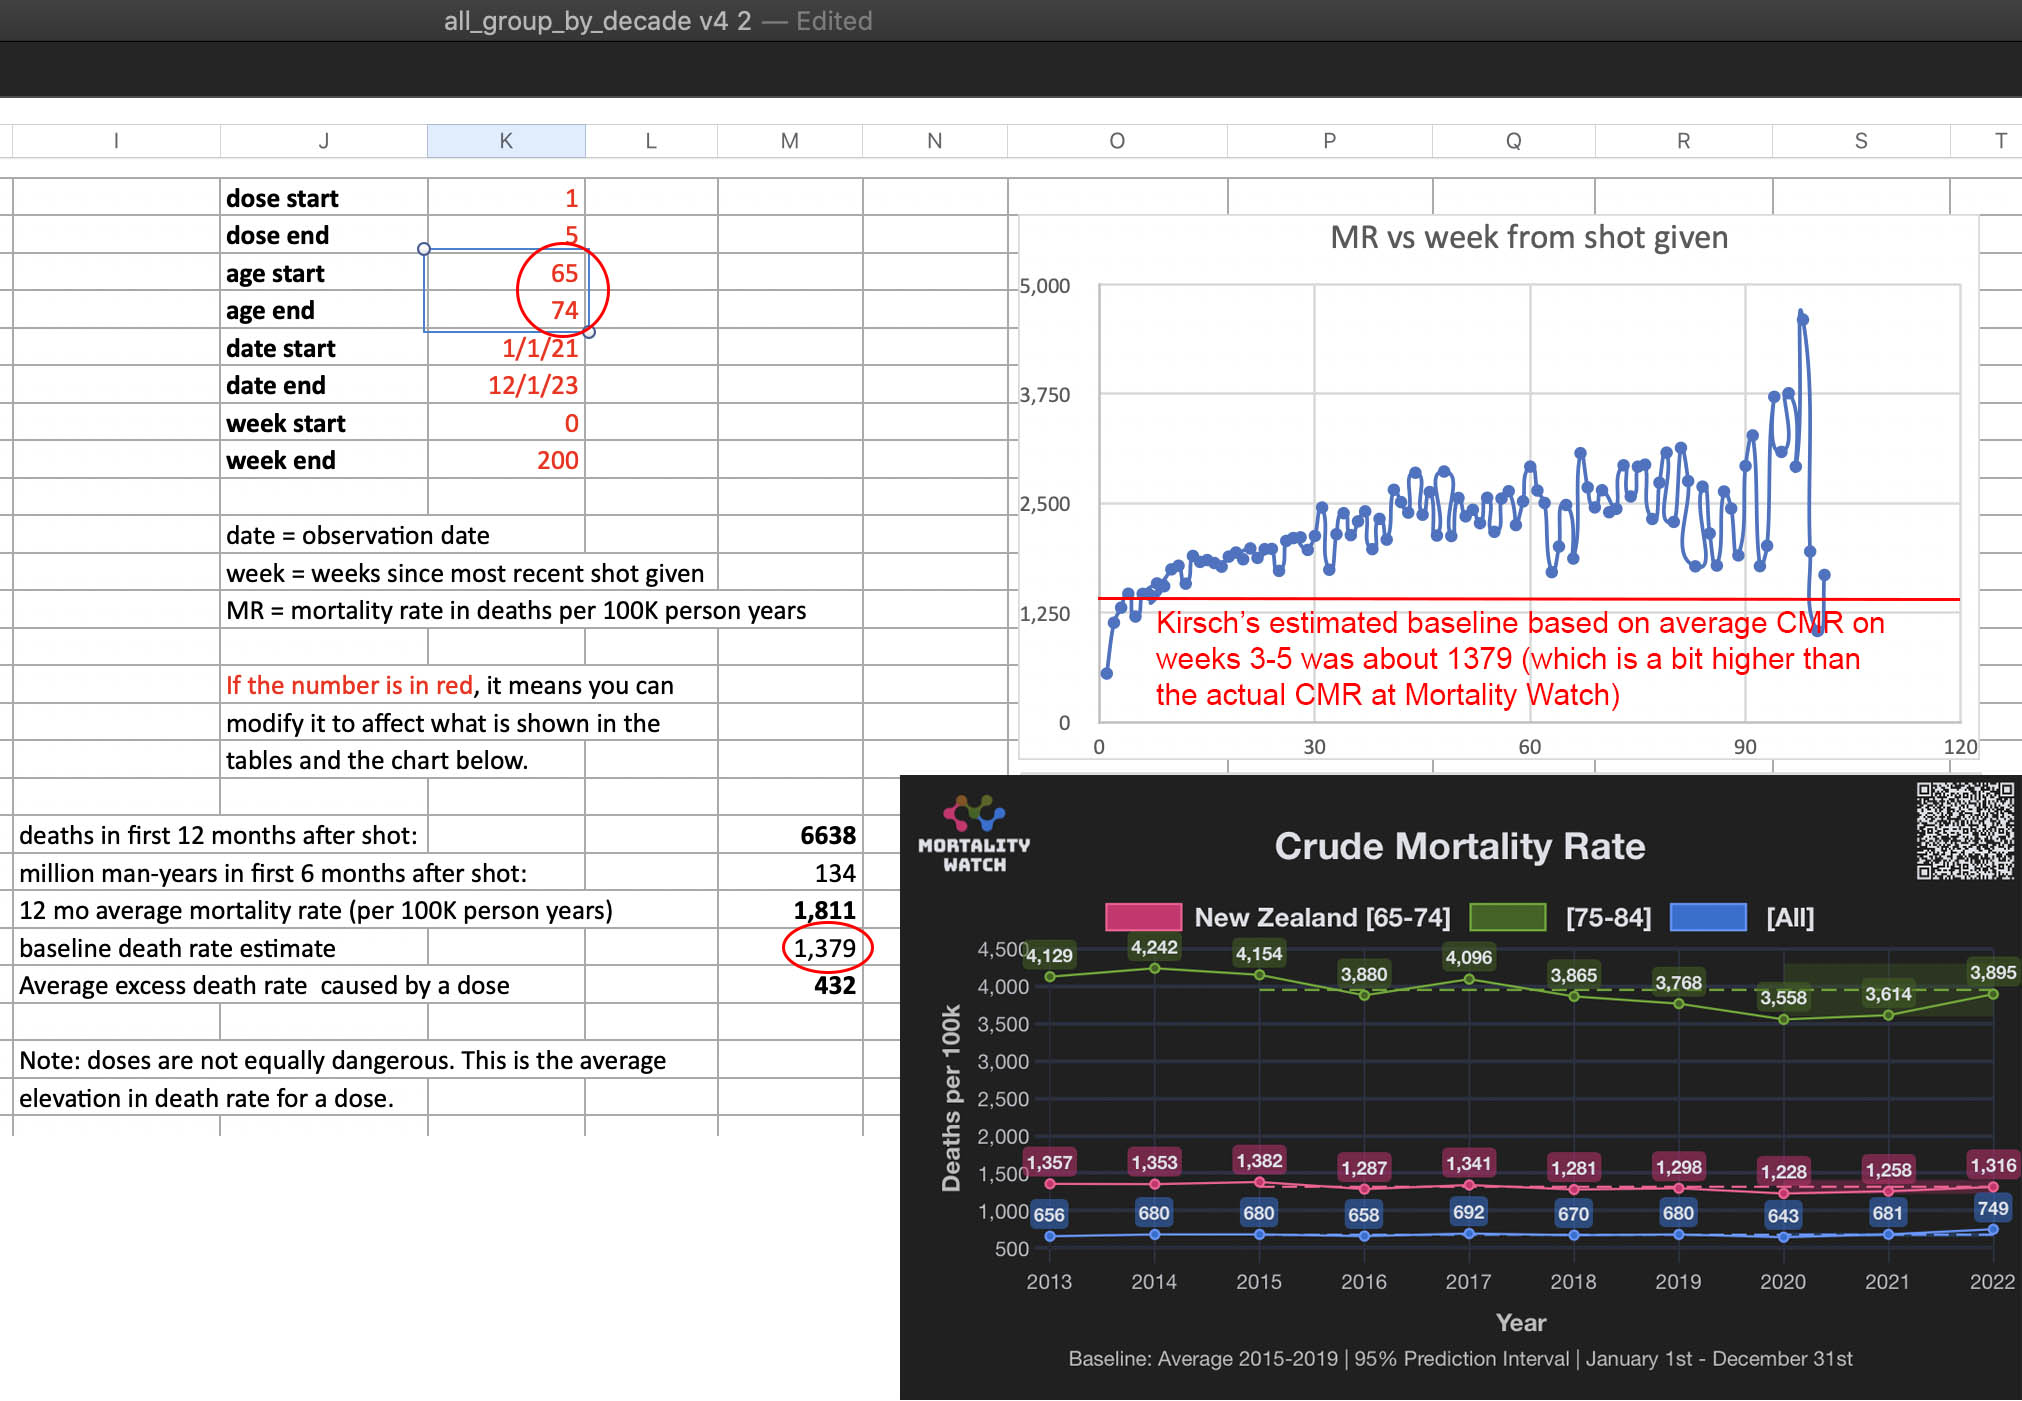 all_group_by_decade v4 2 — Edited
I J K L M N O P Q R S T
dose start 1
dose end 5
age start 65
age end 74
date start 1/1/21
date end 12/1/23
week start 0
week end 200
date = observation date
week = weeks since most recent shot given
MR = mortality rate in deaths per 100K person years
If the number is in red, it means you can
modify it to affect what is shown in the
tables and the chart below.
deaths in first 12 months after shot: 6638
million man-years in first 6 months after shot: 134
12 mo average mortality rate (per 100K person years) 1,811
baseline death rate estimate 1,379
Average excess death rate  caused by a dose 432
Note: doses are not equally dangerous. This is the average
elevation in death rate for a dose.
MR vs week from shot given
5,000
3,750
2,500
1,250
0
Kirsch's estimated baseline based on average CMR on
weeks 3-5 was about 1379 (which is a bit higher than
the actual CMR at Mortality Watch)
0 30 60 90 120
MORTALITY
WATCH
Crude Mortality Rate
New Zealand [65-74] [75-84] [All]
Deaths per 100k
4,500
4,000
3,500
3,000
2,500
2,000
1,500
1,000
500
4,129 4,242 4,154 3,880 4,096 3,865 3,768 3,558 3,614 3,895
1,357 1,353 1,382 1,287 1,341 1,281 1,298 1,228 1,258 1,316
656 680 680 658 692 670 680 643 681 749
2013 2014 2015 2016 2017 2018 2019 2020 2021 2022
Year
Baseline: Average 2015-2019 | 95% Prediction Interval | January 1st - December 31st